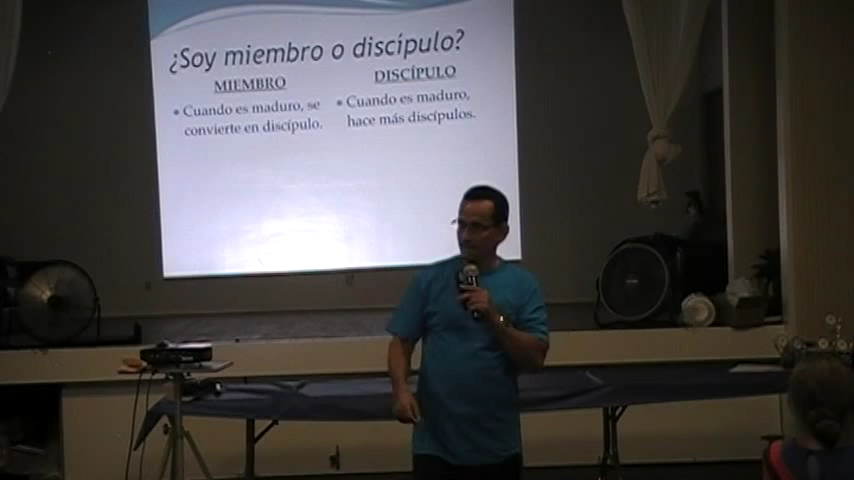 ¿Soy miembro o discípulo?
MIEMBRO
• Cuando es maduro, se
convierte en discípulo.
DISCÍPULO
• Cuando es maduro,
hace más discípulos.